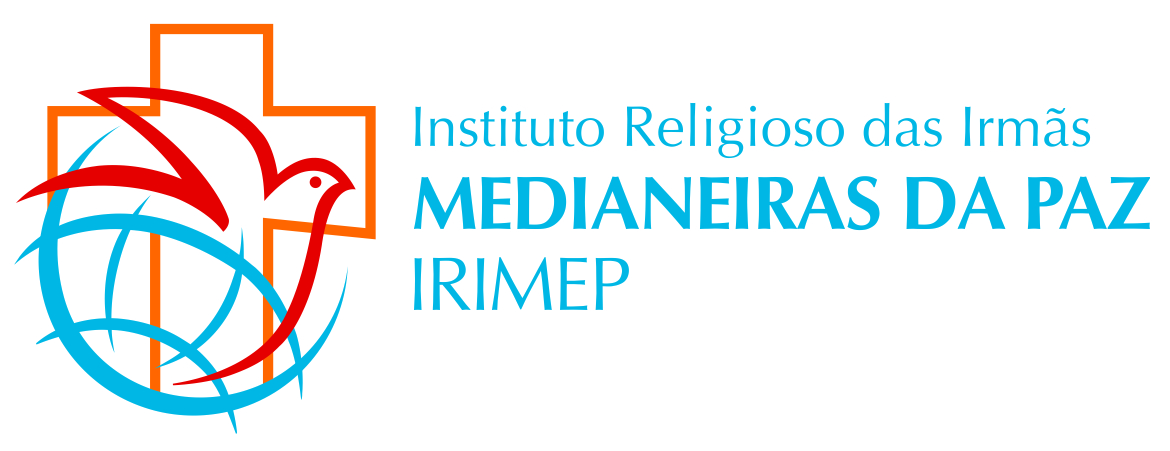 Instituto Religioso das Irmãs
MEDIANEIRAS DA PAZ
IRIMEP